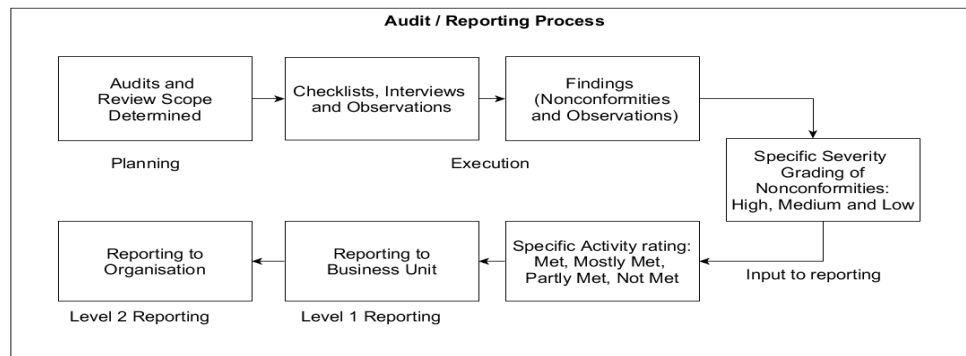 Audit / Reporting Process
Audits and
Review Scope
Determined
Checklists, Interviews
and Observations
Findings
(Nonconformities
and Observations)
Planning
Execution
Specific Severity
Grading of
Nonconformities:
High, Medium and Low
Input to reporting
Specific Activity rating:
Met, Mostly Met,
Partly Met, Not Met
Reporting to
Business Unit
Reporting to
Organisation
Level 2 Reporting
Level 1 Reporting